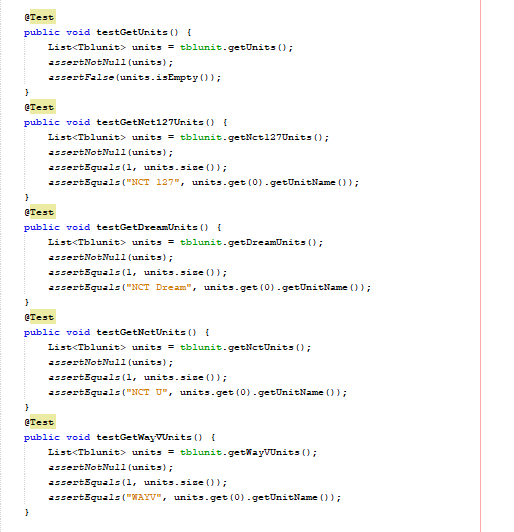 @Test
public void testGetUnits() {
    List<Tblunit> units = tblunit.getUnits();
    assertNotNull(units);
    assertFalse(units.isEmpty());
}
@Test
public void testGetNct127Units() {
    List<Tblunit> units = tblunit.getNct127Units();
    assertNotNull(units);
    assertEquals(1, units.size());
    assertEquals("NCT 127", units.get(0).getUnitName());
}
@Test
public void testGetDreamUnits() {
    List<Tblunit> units = tblunit.getDreamUnits();
    assertNotNull(units);
    assertEquals(1, units.size());
    assertEquals("NCT Dream", units.get(0).getUnitName());
}
@Test
public void testGetNctUnits() {
    List<Tblunit> units = tblunit.getNctUnits();
    assertNotNull(units);
    assertEquals(1, units.size());
    assertEquals("NCT U", units.get(0).getUnitName());
}
@Test
public void testGetWayVUnits() {
    List<Tblunit> units = tblunit.getWayVUnits();
    assertNotNull(units);
    assertEquals(1, units.size());
    assertEquals("WAYV", units.get(0).getUnitName());
}